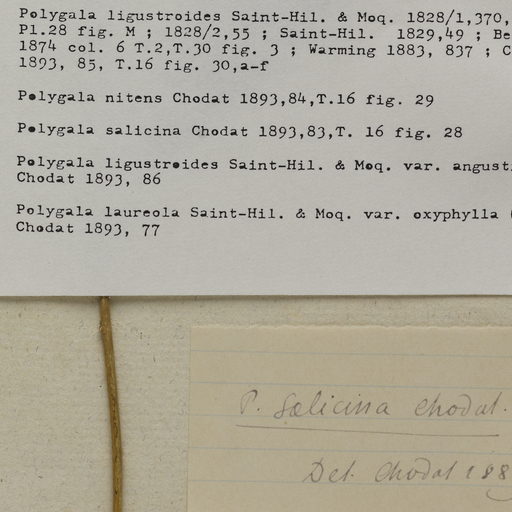 Polygala ligustroides Saint-Hil. & Moq. 1828/1,370,
Pl.28 fig. M ; 1828/2,55 ; Saint-Hil. 1829,49 ; Be
1874 col. 6 T.2,T.30 fig. 3 ; Warming 1883, 837 ; C
1893, 85, T.16 fig. 30,a-f
Polygala nitens Chodat 1893,84,T.16 fig. 29
Polygala salicina Chodat 1893,83,T. 16 fig. 28
Polygala ligustroides Saint-Hil. & Moq. var. angust
Chodat 1893, 86
Polygala laureola Saint-Hil. & Moq. var. oxyphylla (
Chodat 1893, 77
P. Salicina Chodat.
Det. Chodat 189